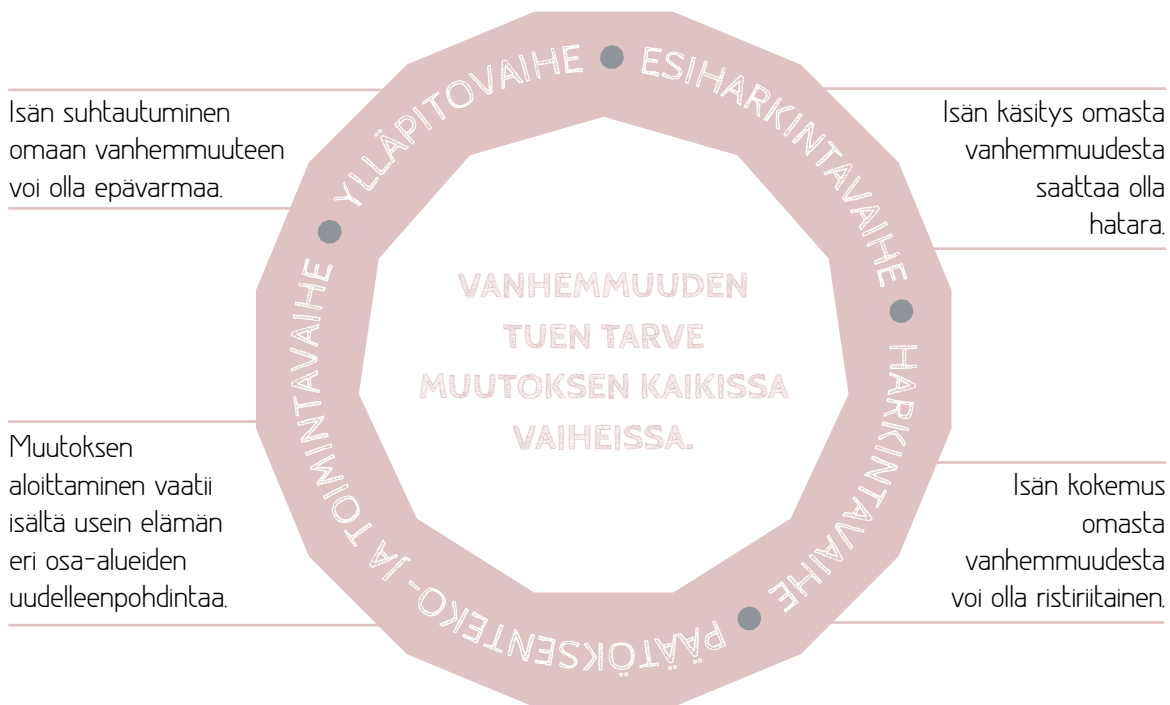 YLLÄPITOVAIHE
ESIHARKINTAVAIHE
HARKINTAVAIHE
PÄÄTÖKSENTEKO- JA TOIMINTAVAIHE
Isän suhtautuminen
omaan vanhemmuuteen
voi olla epävarmaa.
Isän käsitys omasta
vanhemmuudesta
saattaa olla
hatara.
VANHEMMUUDEN
TUEN TARVE
MUUTOKSEN KAIKISSA
VAIHEISSA.
Muutoksen
aloittaminen vaatii
isältä usein elämän
eri osa-alueiden
uudelleenpohdintaa.
Isän kokemus
omasta
vanhemmuudesta
voi olla ristiriitainen.